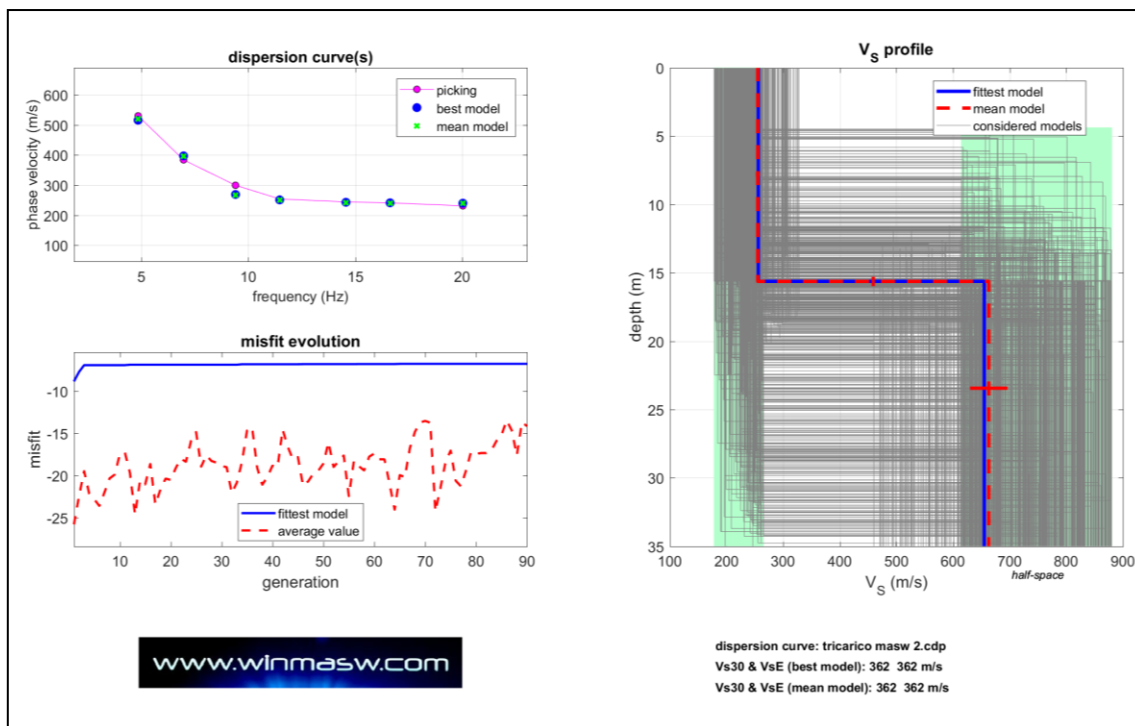 dispersion curve(s)
600
500
400
300
200
100
phase velocity (m/s)
picking
best model
mean model
5
10
15
20
frequency (Hz)
misfit evolution
-10
-15
-20
-25
misfit
fittest model
average value
10
20
30
40
50
60
70
80
90
generation
www.winmasw.com
V_S profile
0
5
10
15
20
25
30
35
depth (m)
fittest model
mean model
considered models
100
200
300
400
500
600
700
800
900
V_S (m/s)
half-space
dispersion curve: tricarico masw 2.cdp
Vs30 & VsE (best model): 362 362 m/s
Vs30 & VsE (mean model): 362 362 m/s